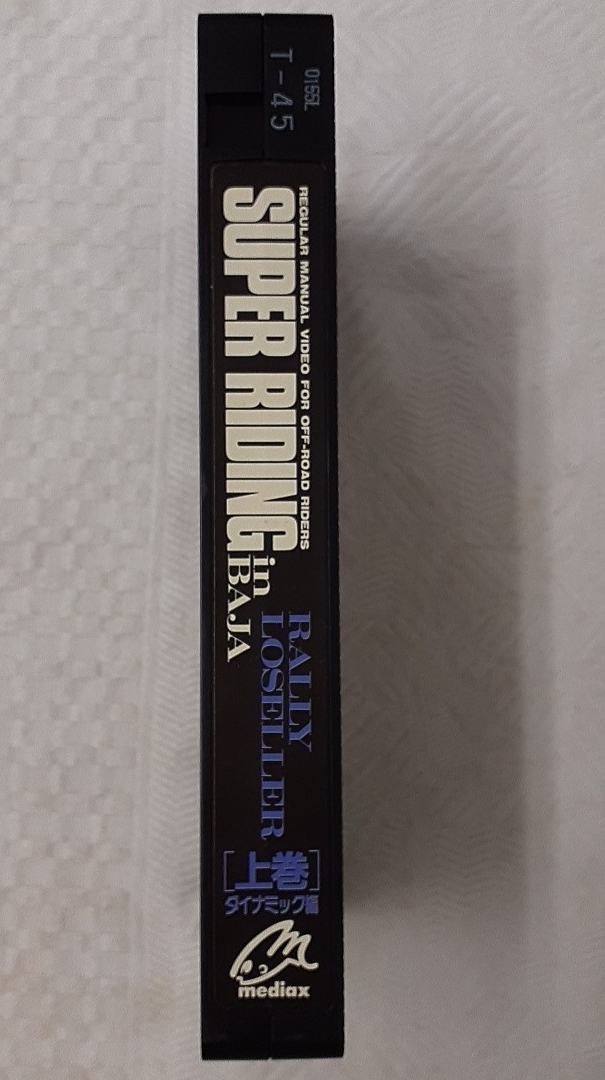 0155L
T-45
REGULAR MANUAL VIDEO FOR OFF-ROAD RIDERS
SUPER RIDING
in
BAJA
RALLY
LOSELLER
[上巻]
ダイナミック編
mediax